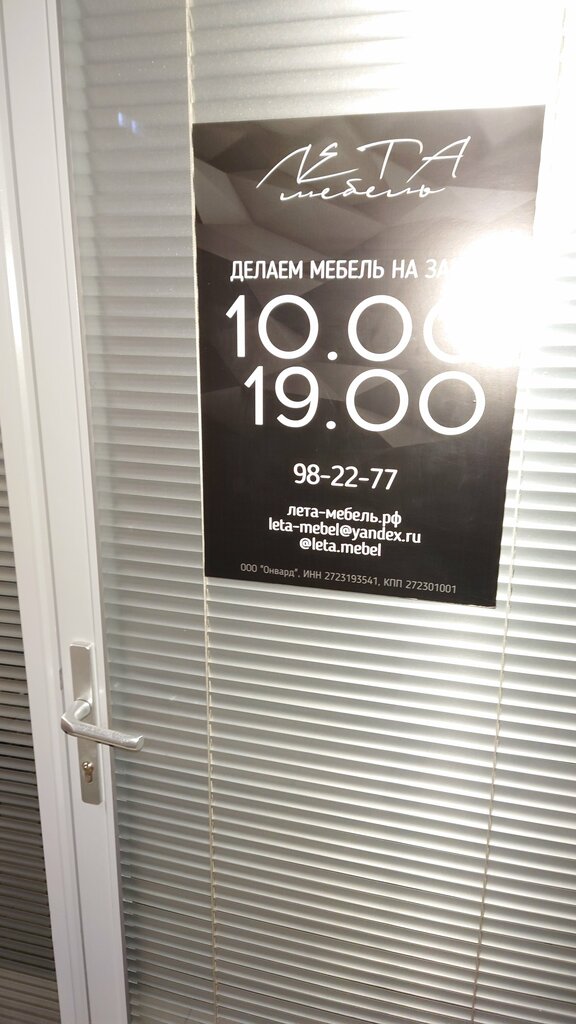 ЛЕТА
мебель
ДЕЛАЕМ МЕБЕЛЬ НА
10.00
19.00
98-22-77
лета-мебель.рф
leta-mebel@yandex.ru
@leta.mebel
ООО "Онвард", ИНН 2723193541, КПП 272301001